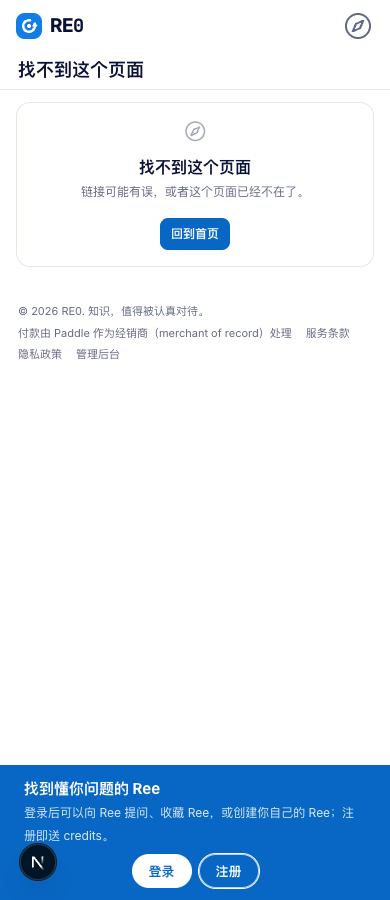 RE0
找不到这个页面
找不到这个页面
链接可能有误，或者这个页面已经不在了。
回到首页
© 2026 RE0. 知识，值得被认真对待。
付款由 Paddle 作为经销商（merchant of record）处理 服务条款
隐私政策 管理后台
找到懂你问题的 Ree
登录后可以向 Ree 提问、收藏 Ree，或创建你自己的 Ree；注
册即送 credits。
N
登录 注册